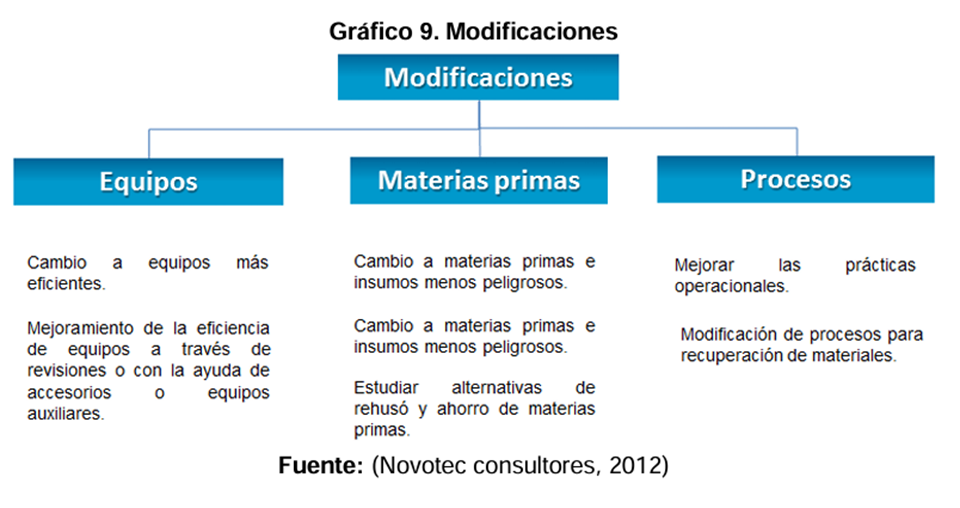 Gráfico 9. Modificaciones
Modificaciones
Equipos
Cambio a equipos más
eficientes.
Mejoramiento de la eficiencia
de equipos a través de
revisiones o con la ayuda de
accesorios o equipos
auxiliares.
Materias primas
Cambio a materias primas e
insumos menos peligrosos.
Cambio a materias primas e
insumos menos peligrosos.
Estudiar alternativas de
rehusó y ahorro de materias
primas.
Procesos
Mejorar las prácticas
operacionales.
Modificación de procesos para
recuperación de materiales.
Fuente: (Novotec consultores, 2012)